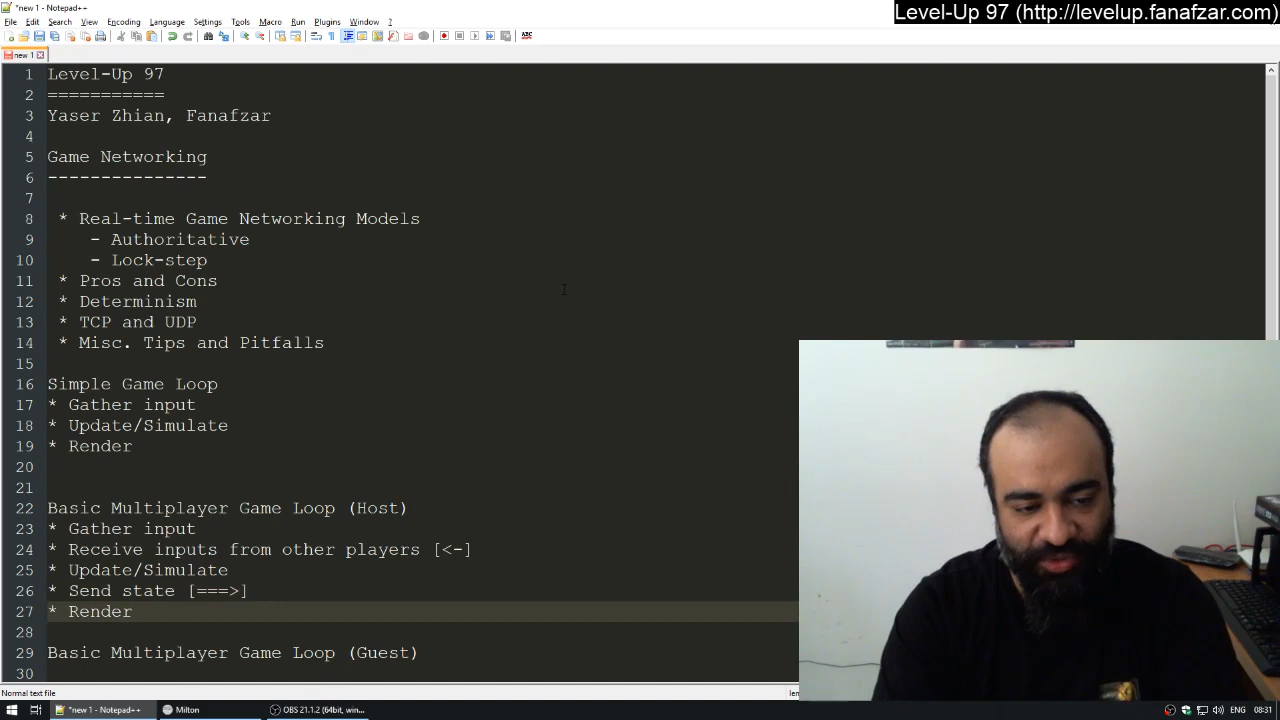 *new 1 - Notepad++
Level-Up 97 (http://levelup.fanafzar.com)
File Edit Search View Encoding Language Settings Tools Macro Run Plugins Window ?
new 1
1 Level-Up 97
2 ===========
3 Yaser Zhian, Fanafzar
4
5 Game Networking
6 ---------------
7
8 * Real-time Game Networking Models
9 - Authoritative
10 - Lock-step
11 * Pros and Cons
12 * Determinism
13 * TCP and UDP
14 * Misc. Tips and Pitfalls
15
16 Simple Game Loop
17 * Gather input
18 * Update/Simulate
19 * Render
20
21
22 Basic Multiplayer Game Loop (Host)
23 * Gather input
24 * Receive inputs from other players [<-]
25 * Update/Simulate
26 * Send state [===>]
27 * Render
28
29 Basic Multiplayer Game Loop (Guest)
30
Normal text file
*new 1 - Notepad++ Milton OBS 21.1.2 (64bit, win... ENG 08:31